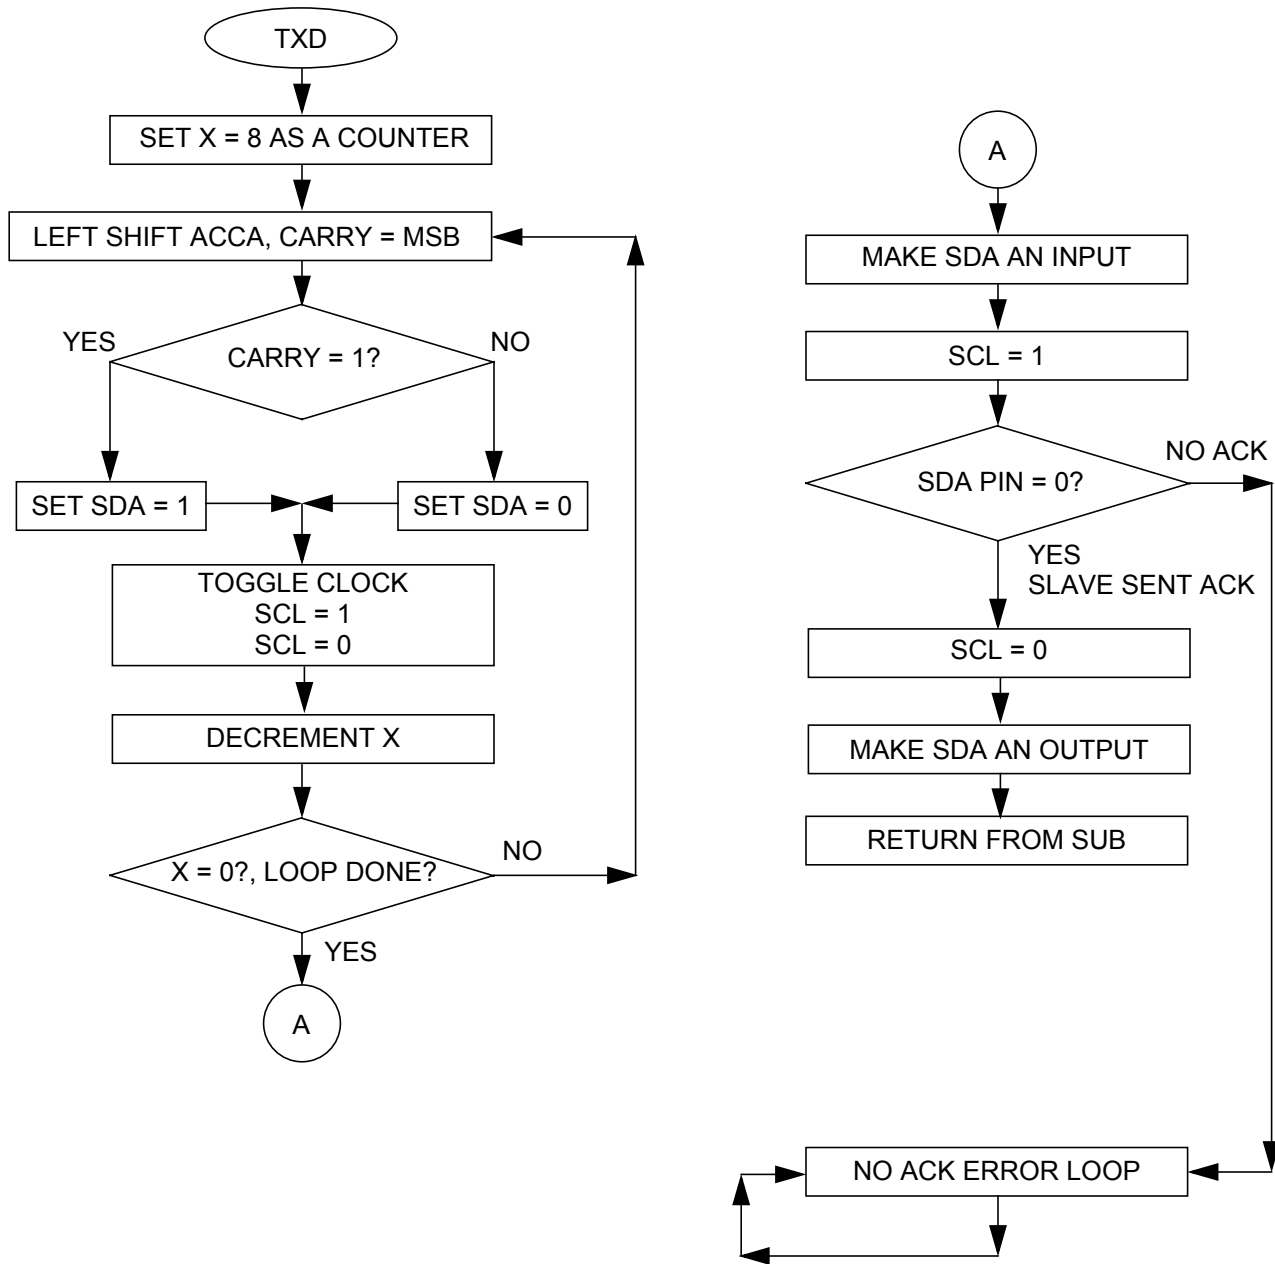 TXD
SET X = 8 AS A COUNTER
LEFT SHIFT ACCA, CARRY = MSB
YES
CARRY = 1?
NO
SET SDA = 1
SET SDA = 0
TOGGLE CLOCK
SCL = 1
SCL = 0
DECREMENT X
X = 0?, LOOP DONE?
NO
YES
A
A
MAKE SDA AN INPUT
SCL = 1
SDA PIN = 0?
NO ACK
YES
SLAVE SENT ACK
SCL = 0
MAKE SDA AN OUTPUT
RETURN FROM SUB
NO ACK ERROR LOOP